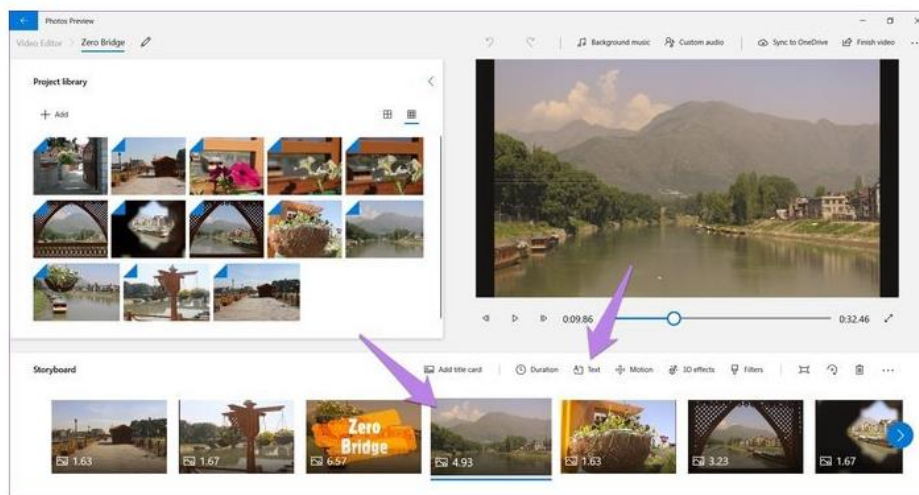 Photos Preview
Video Editor > Zero Bridge
Background music
Custom audio
Sync to OneDrive
Finish video
Project library
+ Add
0:09.86
0:32.46
Storyboard
Add title card
Duration
Text
Motion
3D effects
Filters
1.63
1.67
Zero
Bridge
6.57
4.93
1.63
3.23
1.67